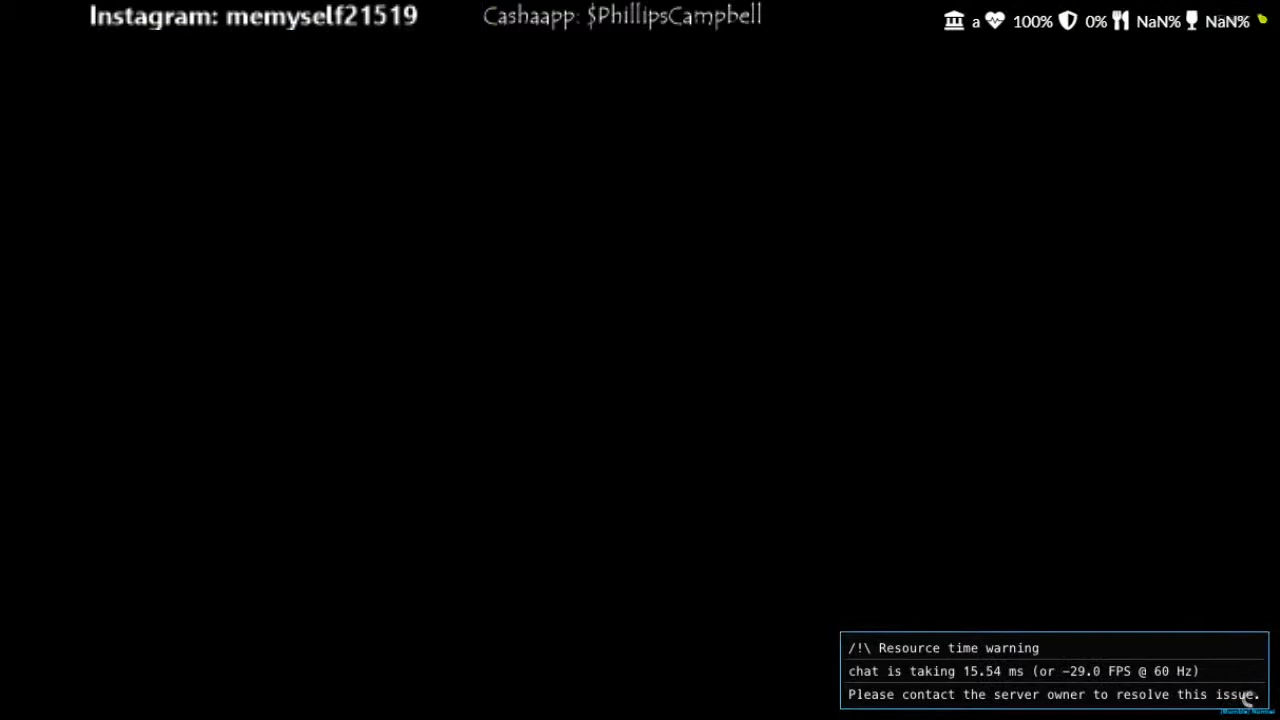 Instagram: memyself21519
Cashaapp: $PhillipsCampbell
a 100% 0% NaN% NaN%
/!\ Resource time warning
chat is taking 15.54 ms (or -29.0 FPS @ 60 Hz)
Please contact the server owner to resolve this issue.
[Mumble]